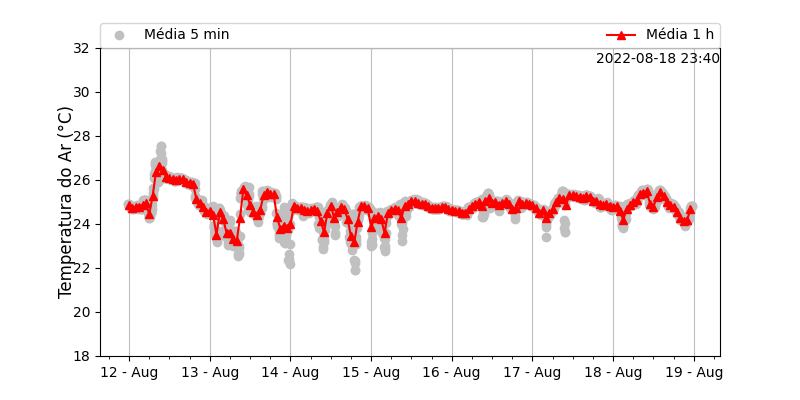 Média 5 min
Média 1 h
2022-08-18 23:40
Temperatura do Ar (°C)
32
30
28
26
24
22
20
18
12 - Aug
13 - Aug
14 - Aug
15 - Aug
16 - Aug
17 - Aug
18 - Aug
19 - Aug